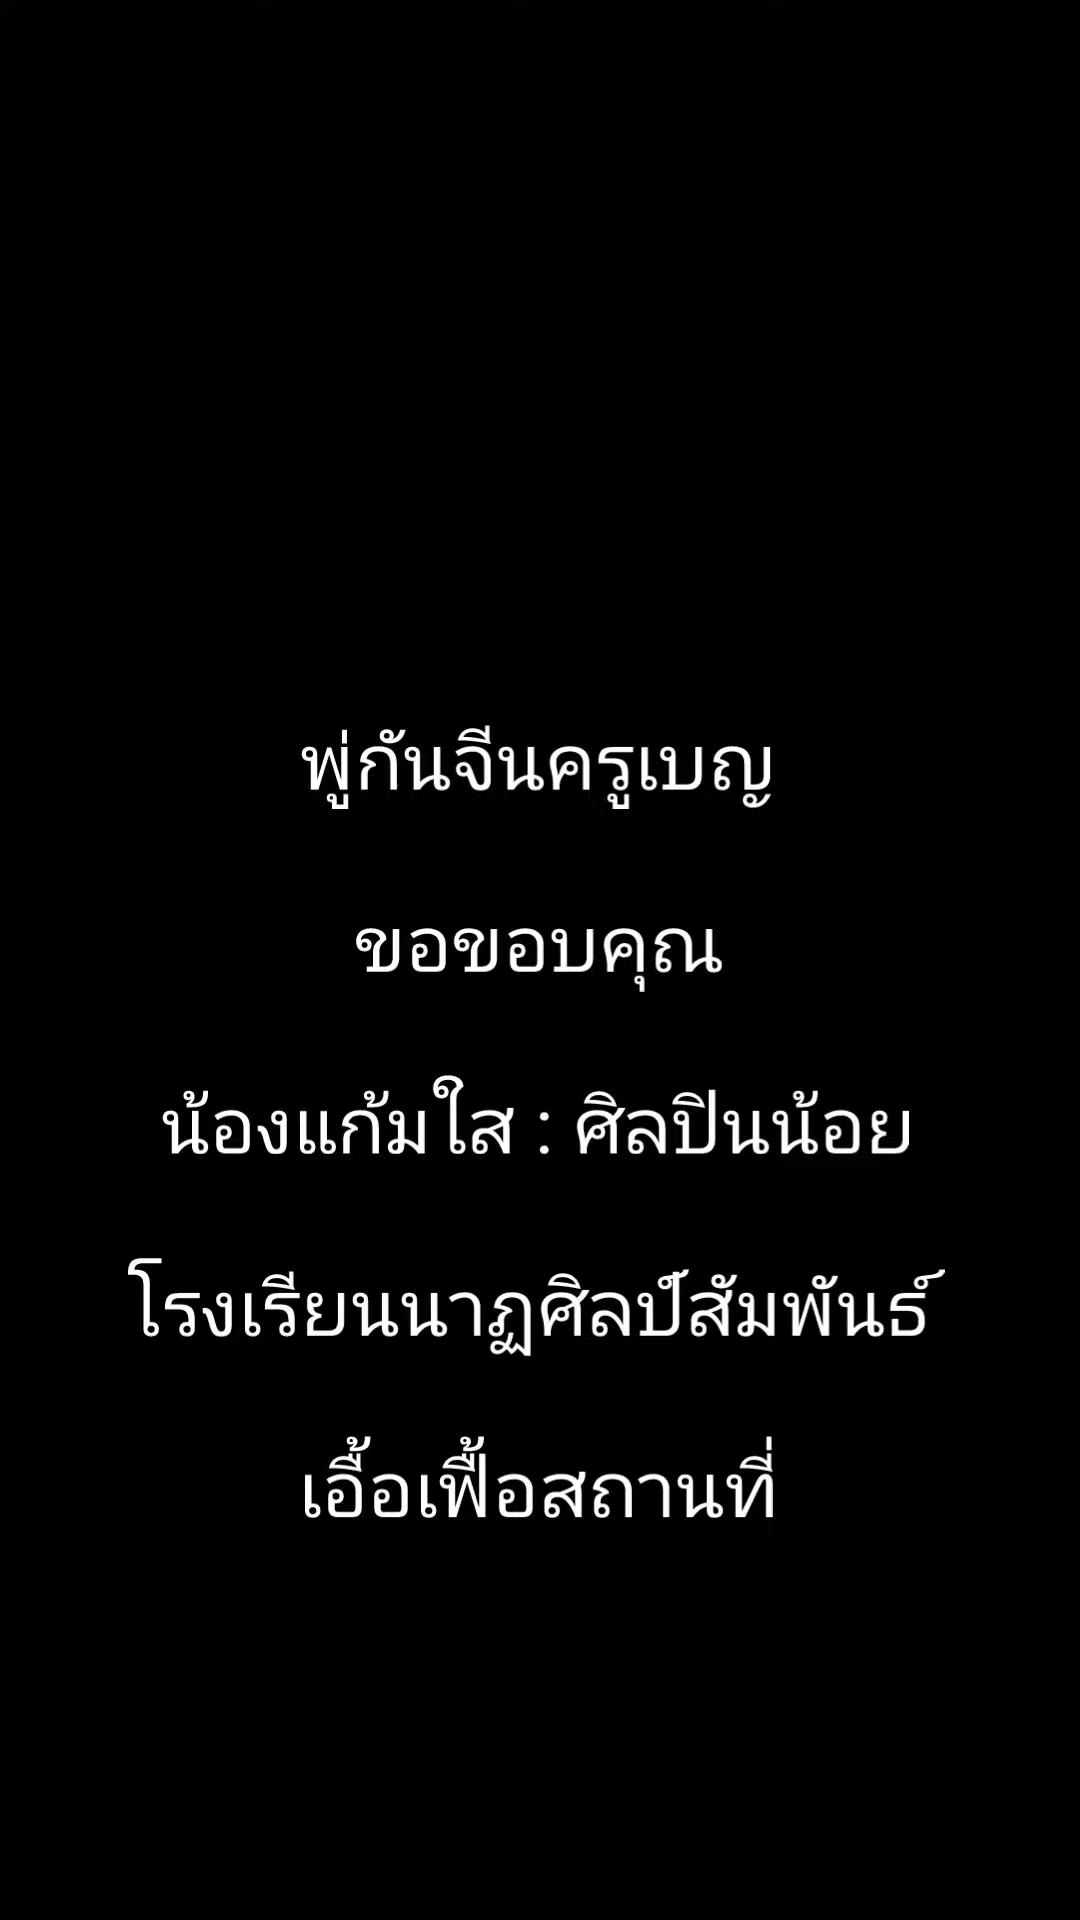 พู่กันจีนครูเบญ
ขอขอบคุณ
น้องแก้มใส : ศิลปินน้อย
โรงเรียนนาฏศิลป์สัมพันธ์
เอื้อเฟื้อสถานที่